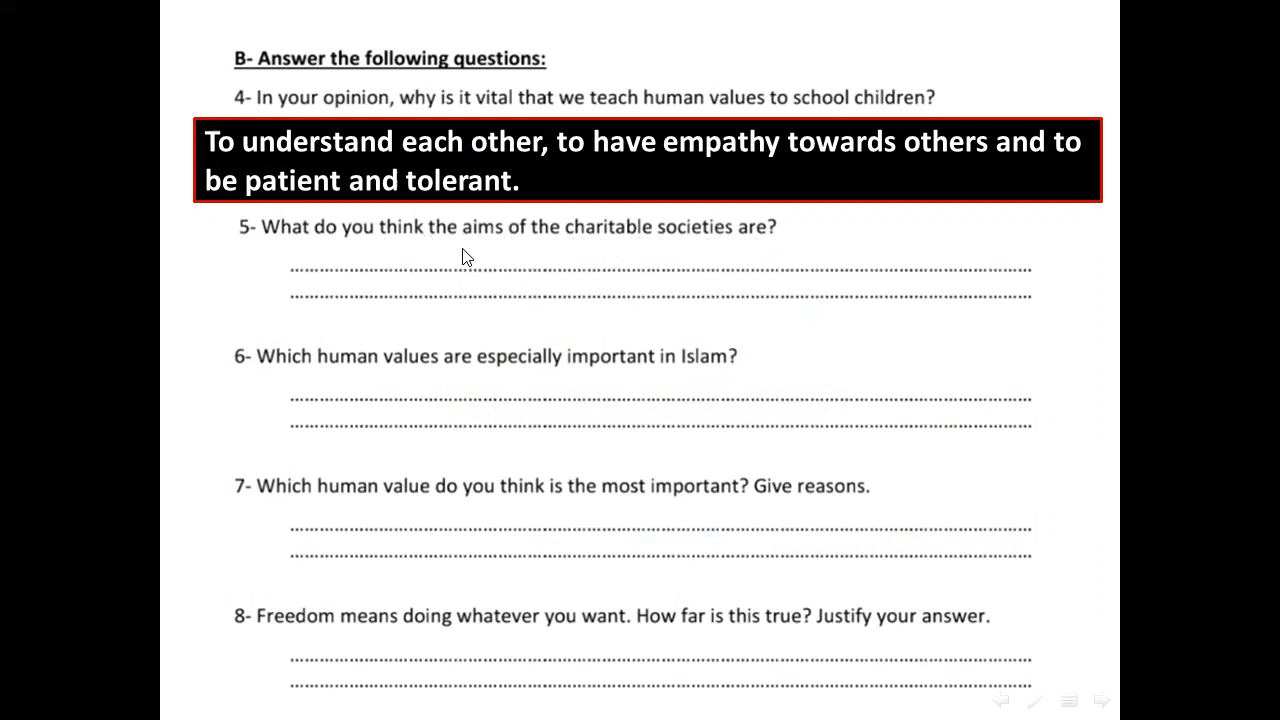 B- Answer the following questions:
4- In your opinion, why is it vital that we teach human values to school children?
To understand each other, to have empathy towards others and to
be patient and tolerant.
5- What do you think the aims of the charitable societies are?
6- Which human values are especially important in Islam?
7- Which human value do you think is the most important? Give reasons.
8- Freedom means doing whatever you want. How far is this true? Justify your answer.